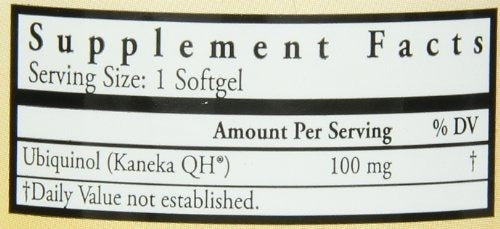 Supplement Facts
Serving Size: 1 Softgel
Amount Per Serving % DV
Ubiquinol (Kaneka QH®) 100 mg †
†Daily Value not established.